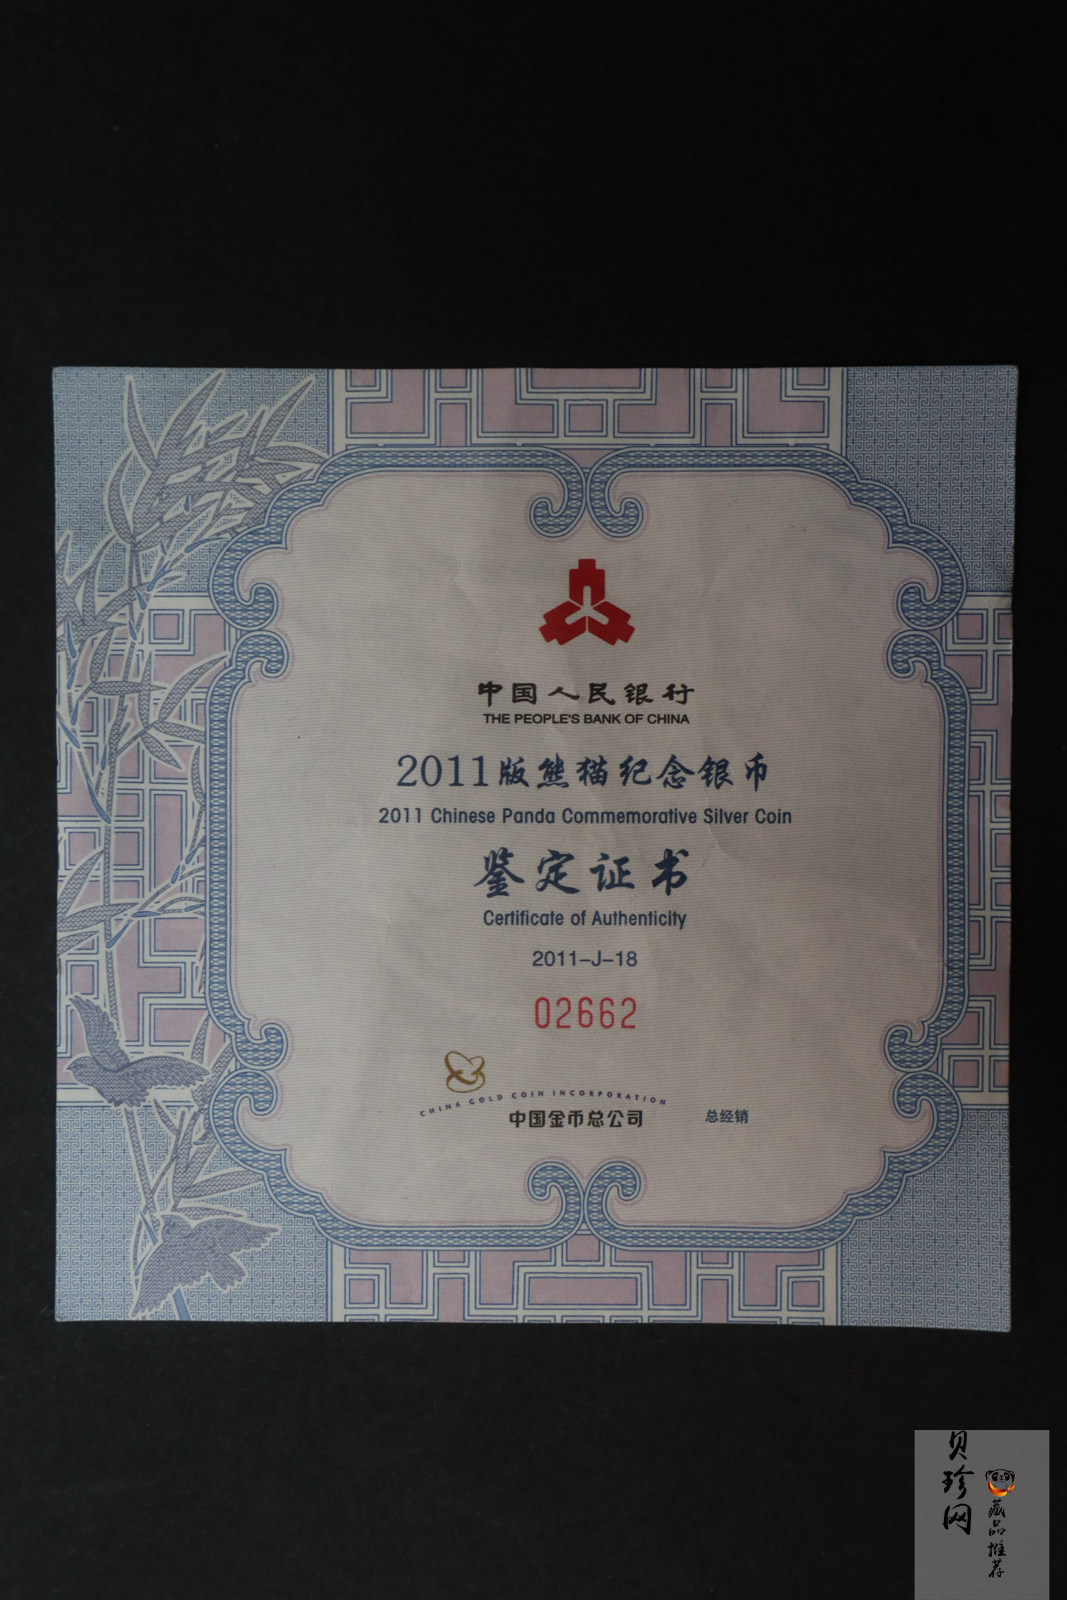 中国人民银行
THE PEOPLE'S BANK OF CHINA
2011版熊猫纪念银币
2011 Chinese Panda Commemorative Silver Coin
鉴定证书
Certificate of Authenticity
2011-J-18
02662
CHINA GOLD COIN INCORPORATION
中国金币总公司 总经销
贝珍网
藏品推荐